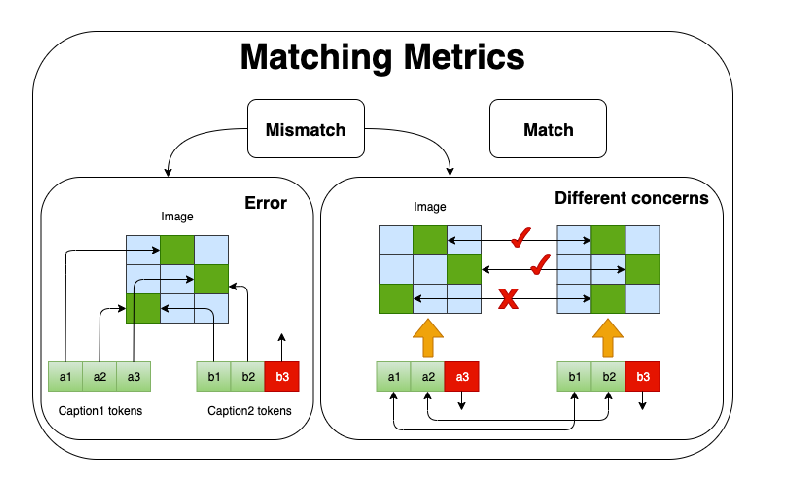 Matching Metrics
Mismatch
Match
Error
Image
a1 a2 a3
b1 b2 b3
Caption1 tokens
Caption2 tokens
Different concerns
Image
a1 a2 a3
b1 b2 b3